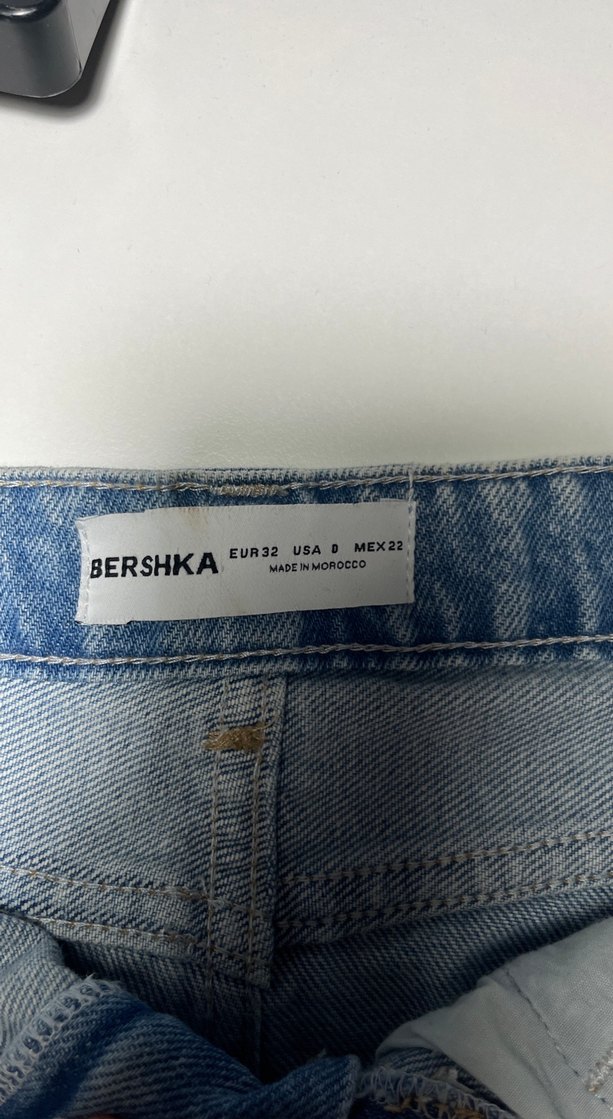 BERSHKA EUR 32 USA 0 MEX 22
MADE IN MOROCCO